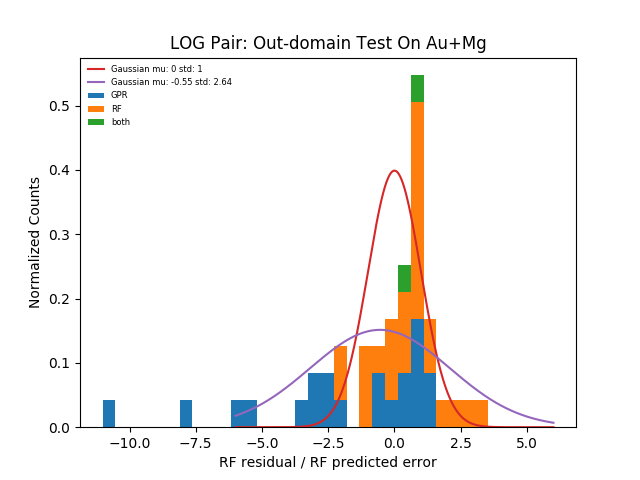 LOG Pair: Out-domain Test On Au+Mg
Gaussian mu: 0 std: 1
Gaussian mu: -0.55 std: 2.64
GPR
RF
both
Normalized Counts
0.5
0.4
0.3
0.2
0.1
0.0
−10.0 −7.5 −5.0 −2.5 0.0 2.5 5.0
RF residual / RF predicted error